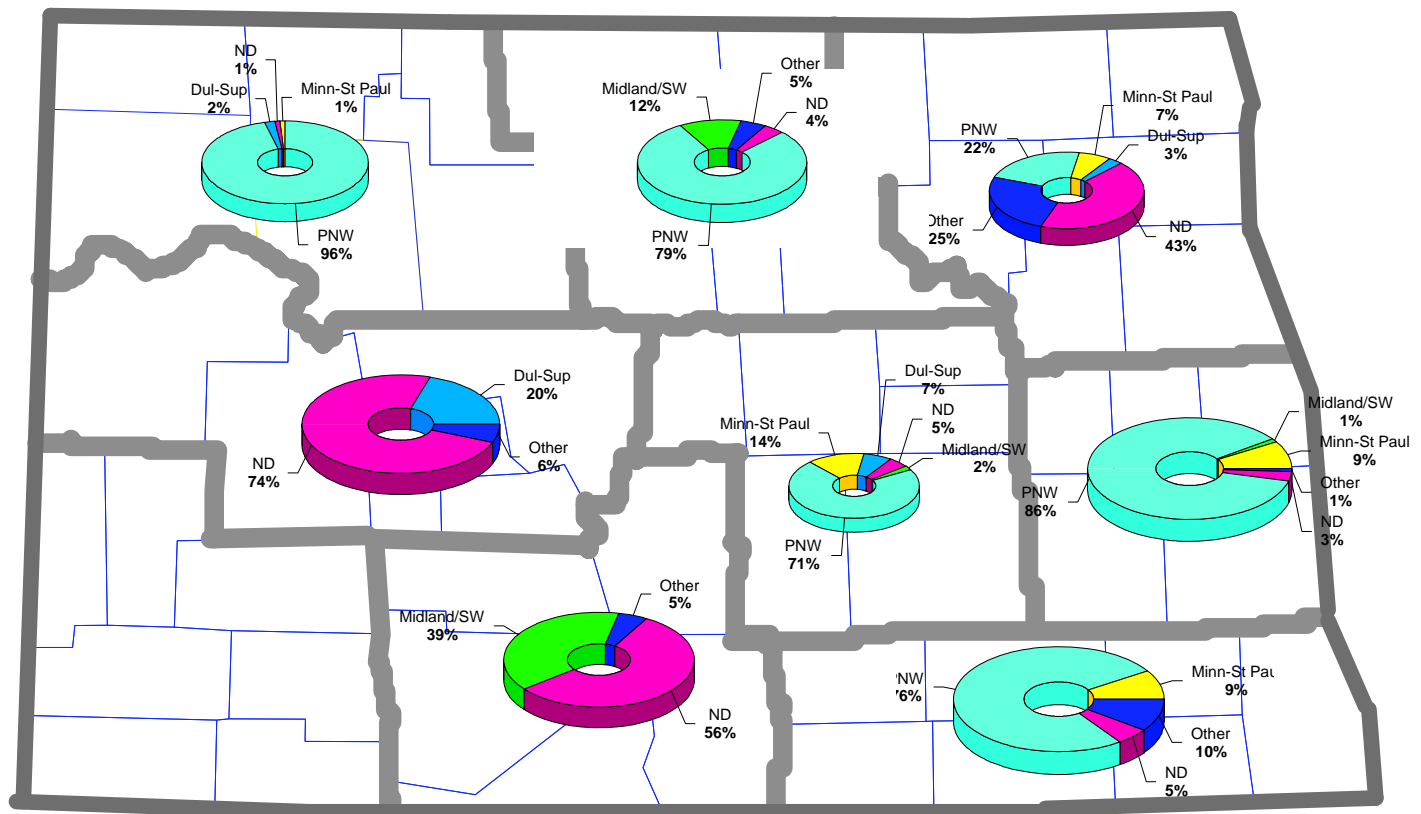 ND
1%
Dul-Sup
2%
Minn-St Paul
1%
PNW
96%
Midland/SW
12%
Other
5%
ND
4%
PNW
79%
PNW
22%
Minn-St Paul
7%
Dul-Sup
3%
Other
25%
ND
43%
Dul-Sup
20%
Other
6%
ND
74%
Minn-St Paul
14%
Dul-Sup
7%
ND
5%
Midland/SW
2%
PNW
71%
Midland/SW
1%
Minn-St Paul
9%
Other
1%
ND
3%
PNW
86%
Midland/SW
39%
Other
5%
ND
56%
PNW
76%
Minn-St Pau
9%
Other
10%
ND
5%